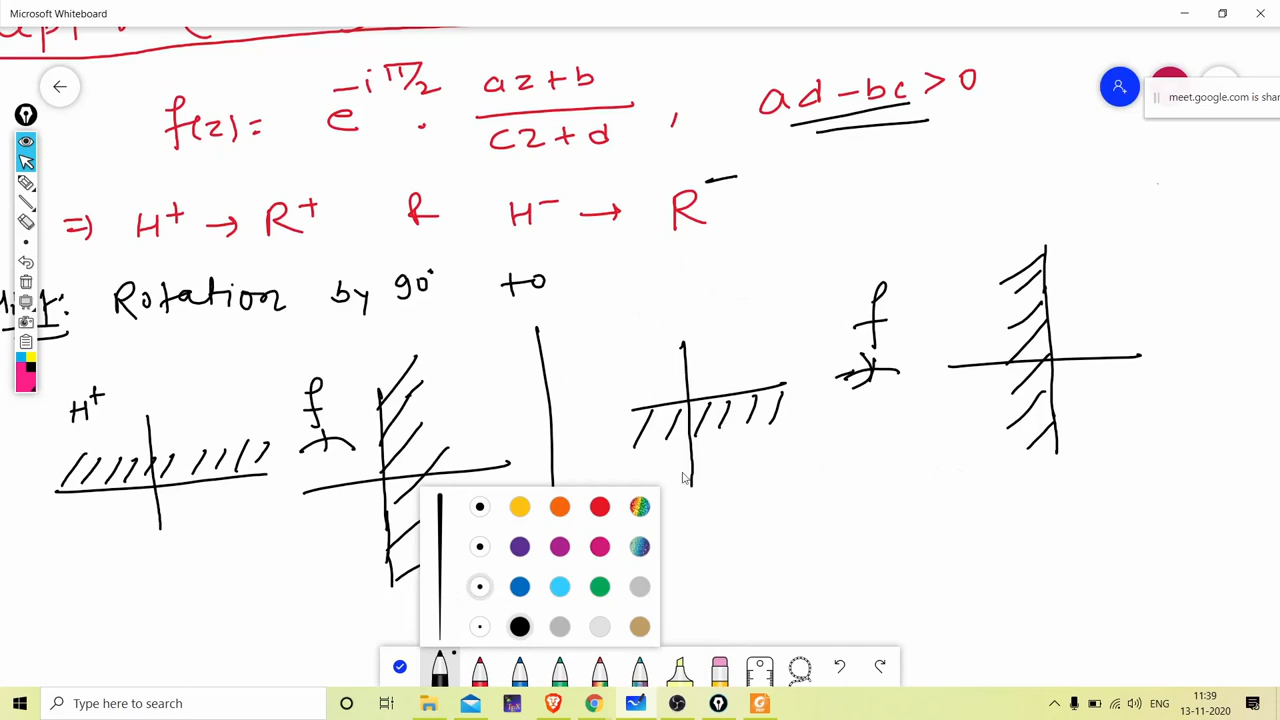 Microsoft Whiteboard
f(z) = e^{-iπ/2} · \frac{az+b}{cz+d} , ad - bc > 0
meet.google.com is shar
⇒ H⁺ → R⁺ & H⁻ → R⁻
Rotation by 90° to
H⁺ f f
Type here to search
11:39
ENG
13-11-2020